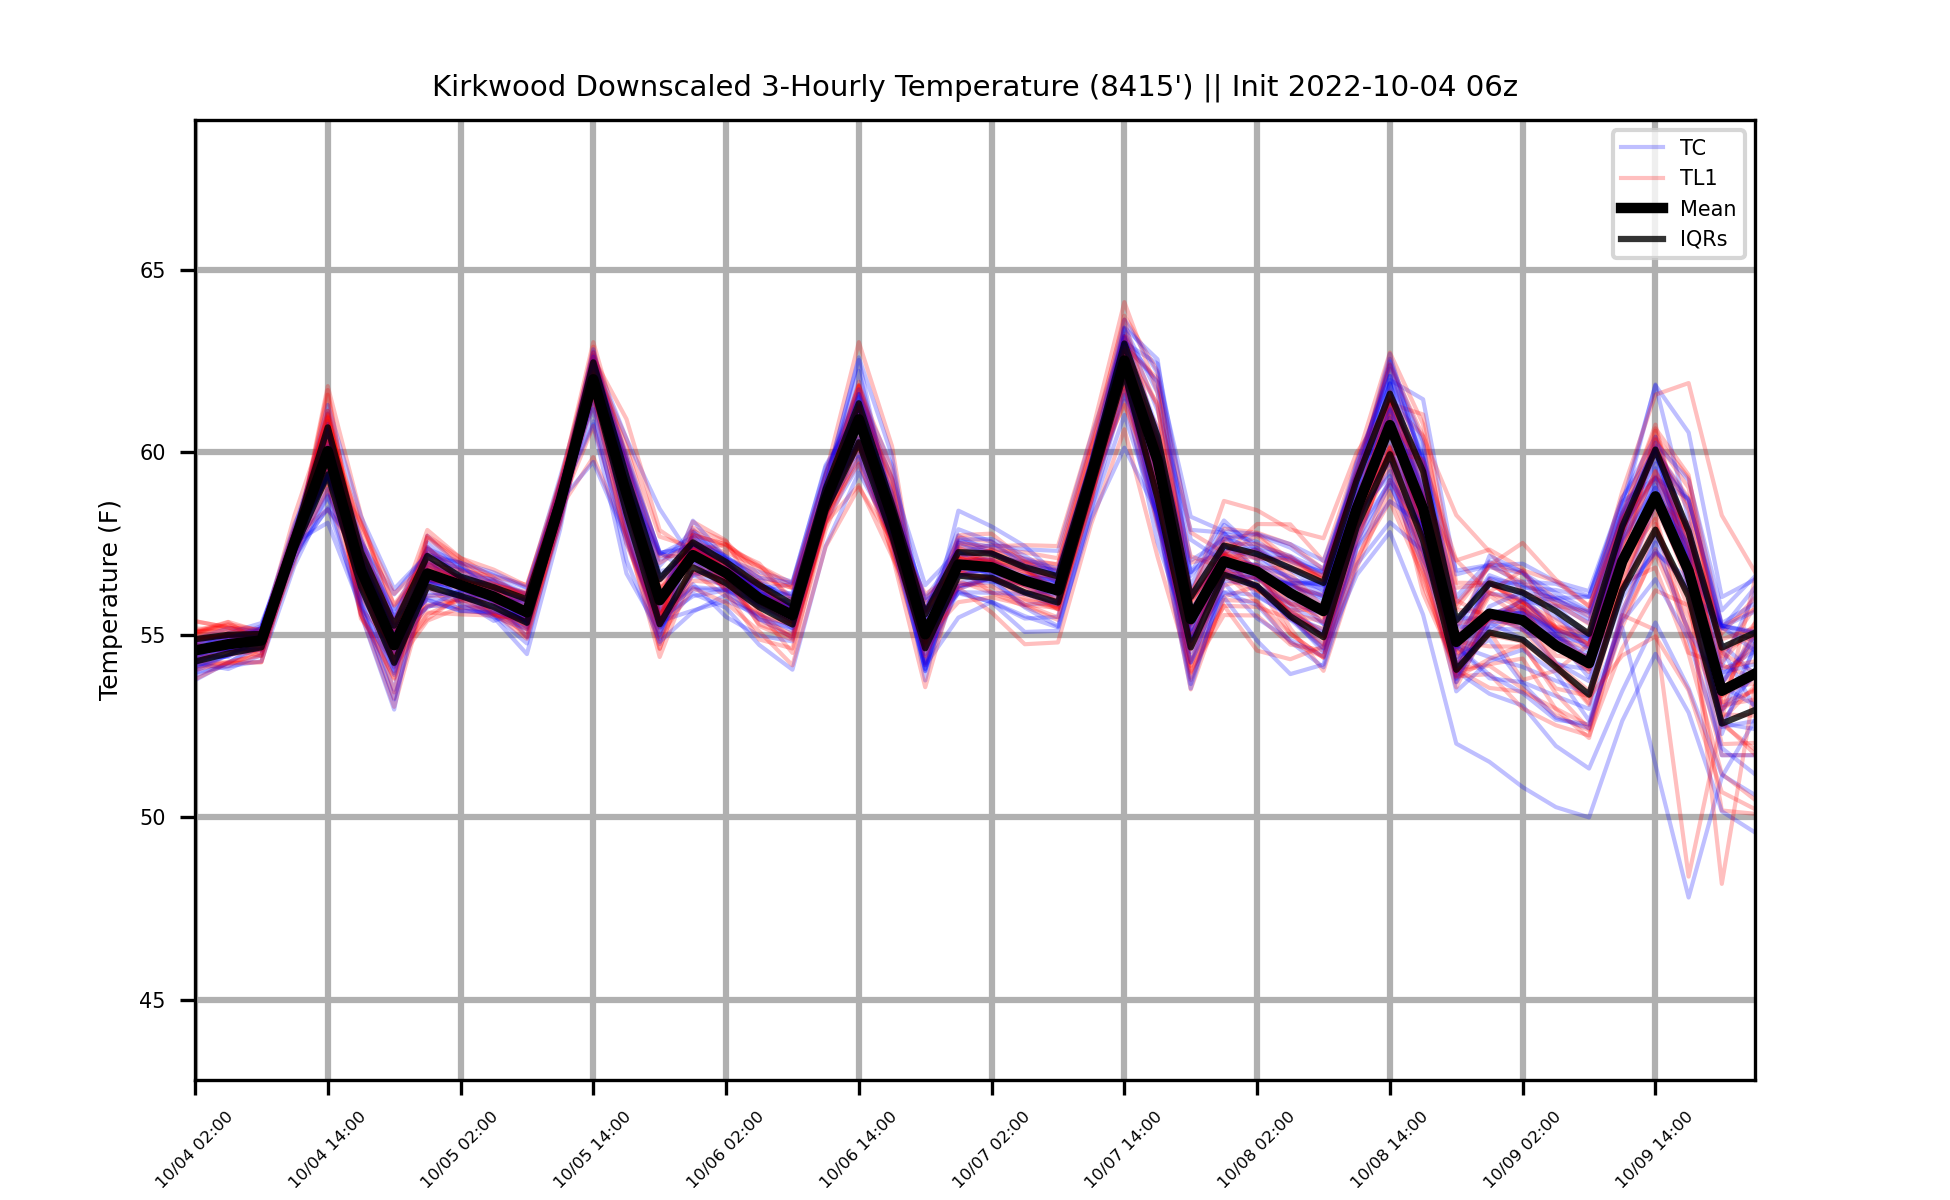 Kirkwood Downscaled 3-Hourly Temperature (8415') || Init 2022-10-04 06z
TC
TL1
Mean
IQRs
Temperature (F)
65
60
55
50
45
10/04 02:00
10/04 14:00
10/05 02:00
10/05 14:00
10/06 02:00
10/06 14:00
10/07 02:00
10/07 14:00
10/08 02:00
10/08 14:00
10/09 02:00
10/09 14:00